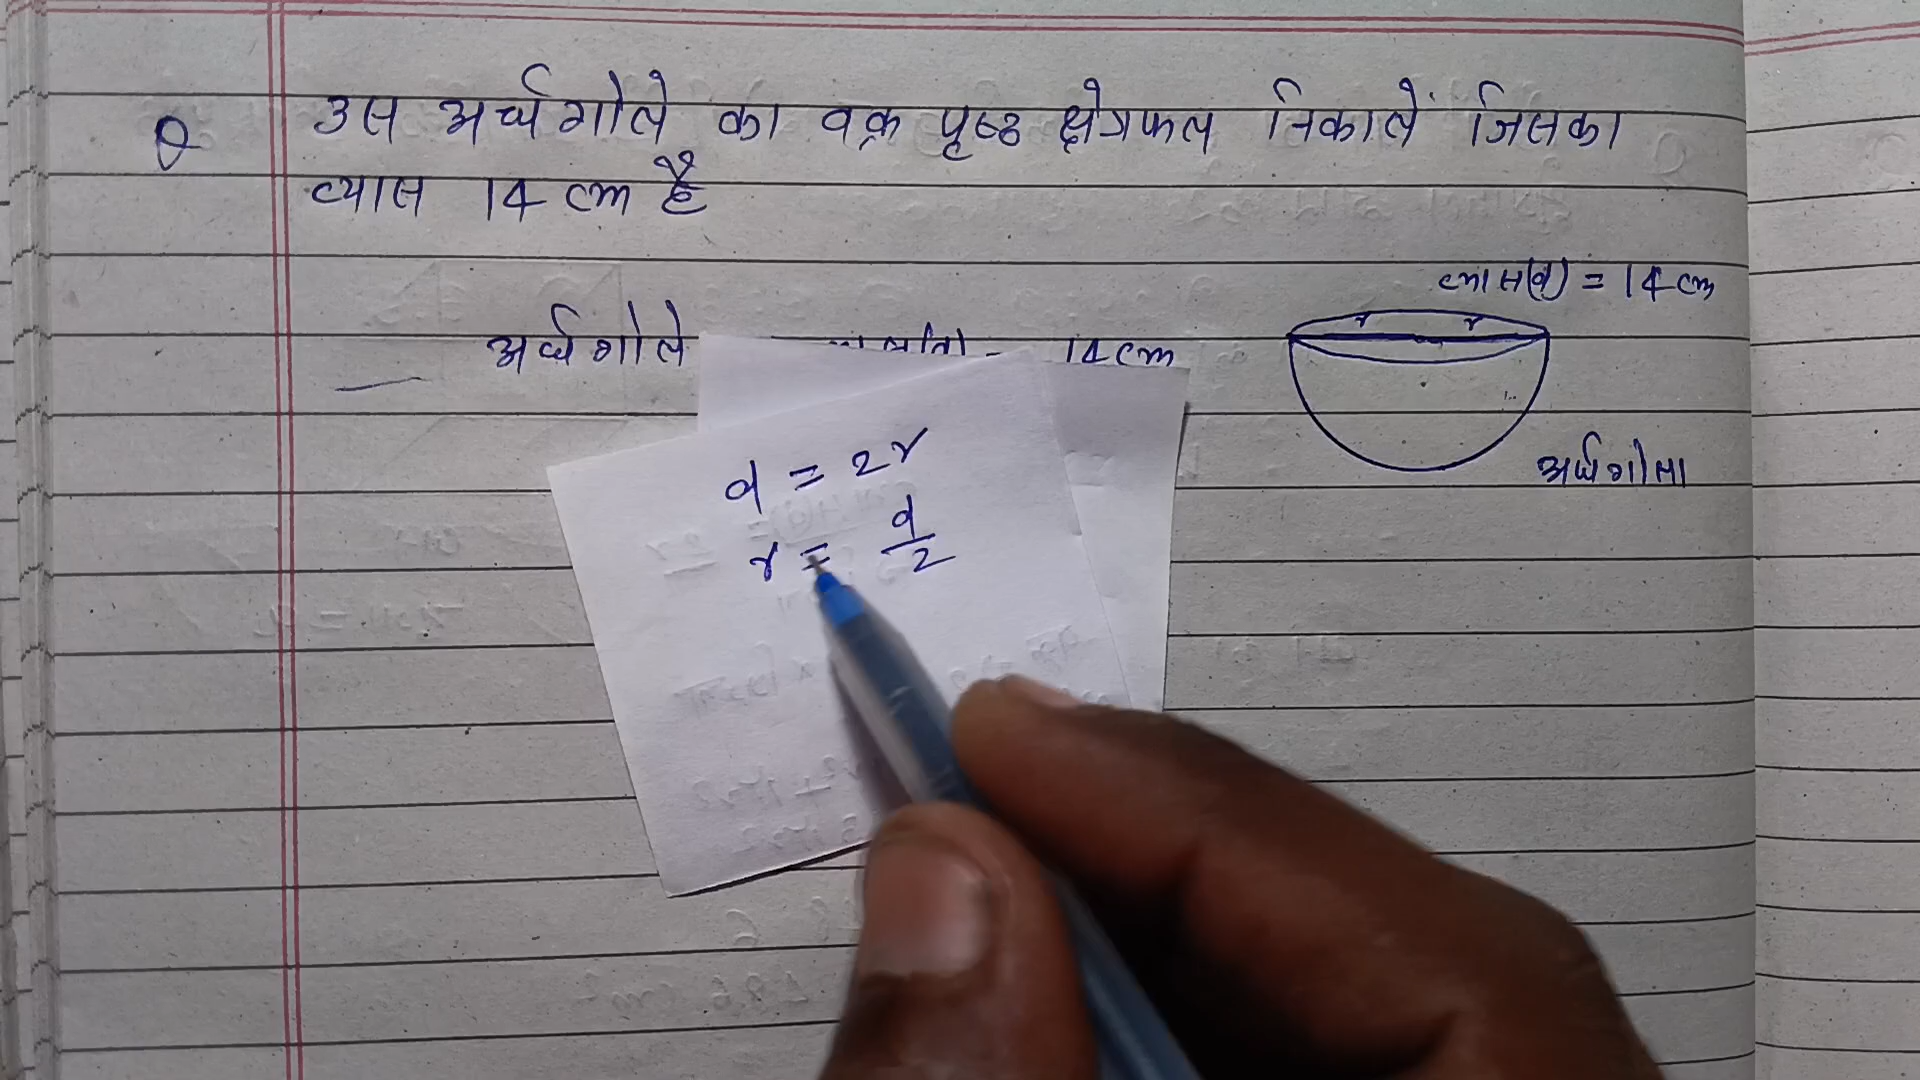 Q उस अर्धगोले का वक्र पृष्ठ क्षेत्रफल निकालें जिसका
व्यास 14 cm है
व्यास(d) = 14 cm
r r
अर्धगोले 14 cm
अर्धगोला
d = 2r
r = d/2